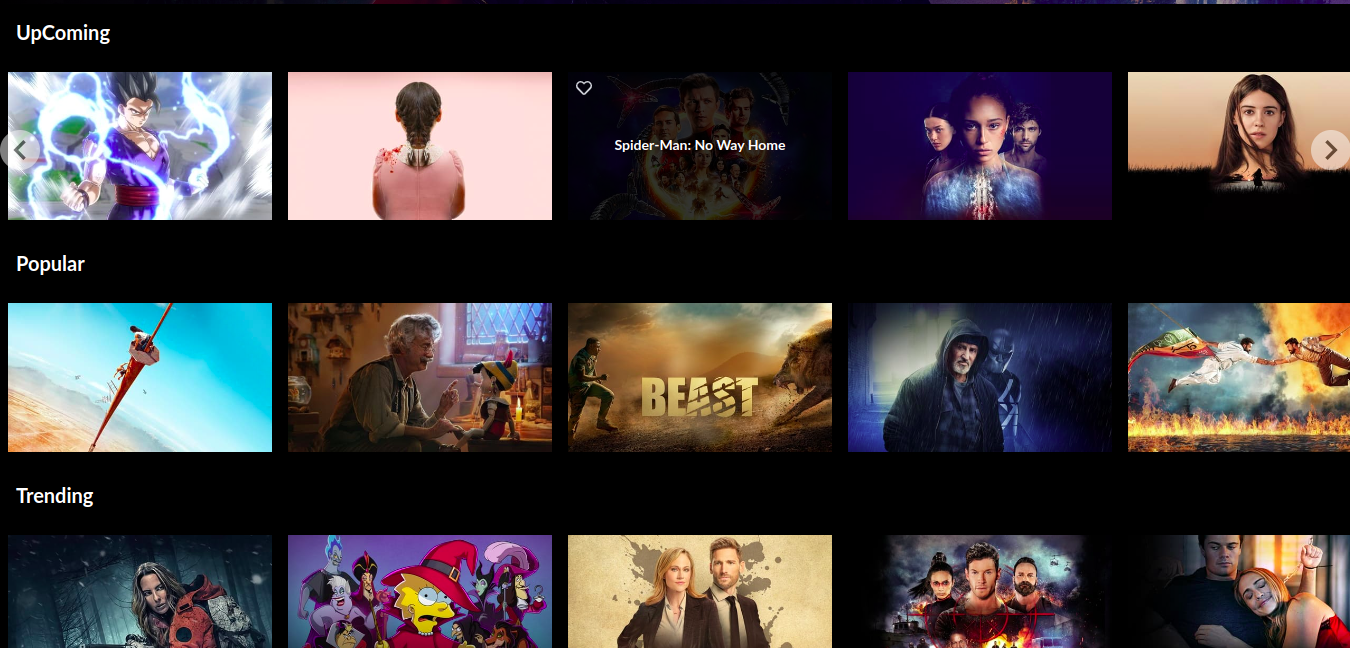 UpComing
Spider-Man: No Way Home
Popular
BEAST
Trending